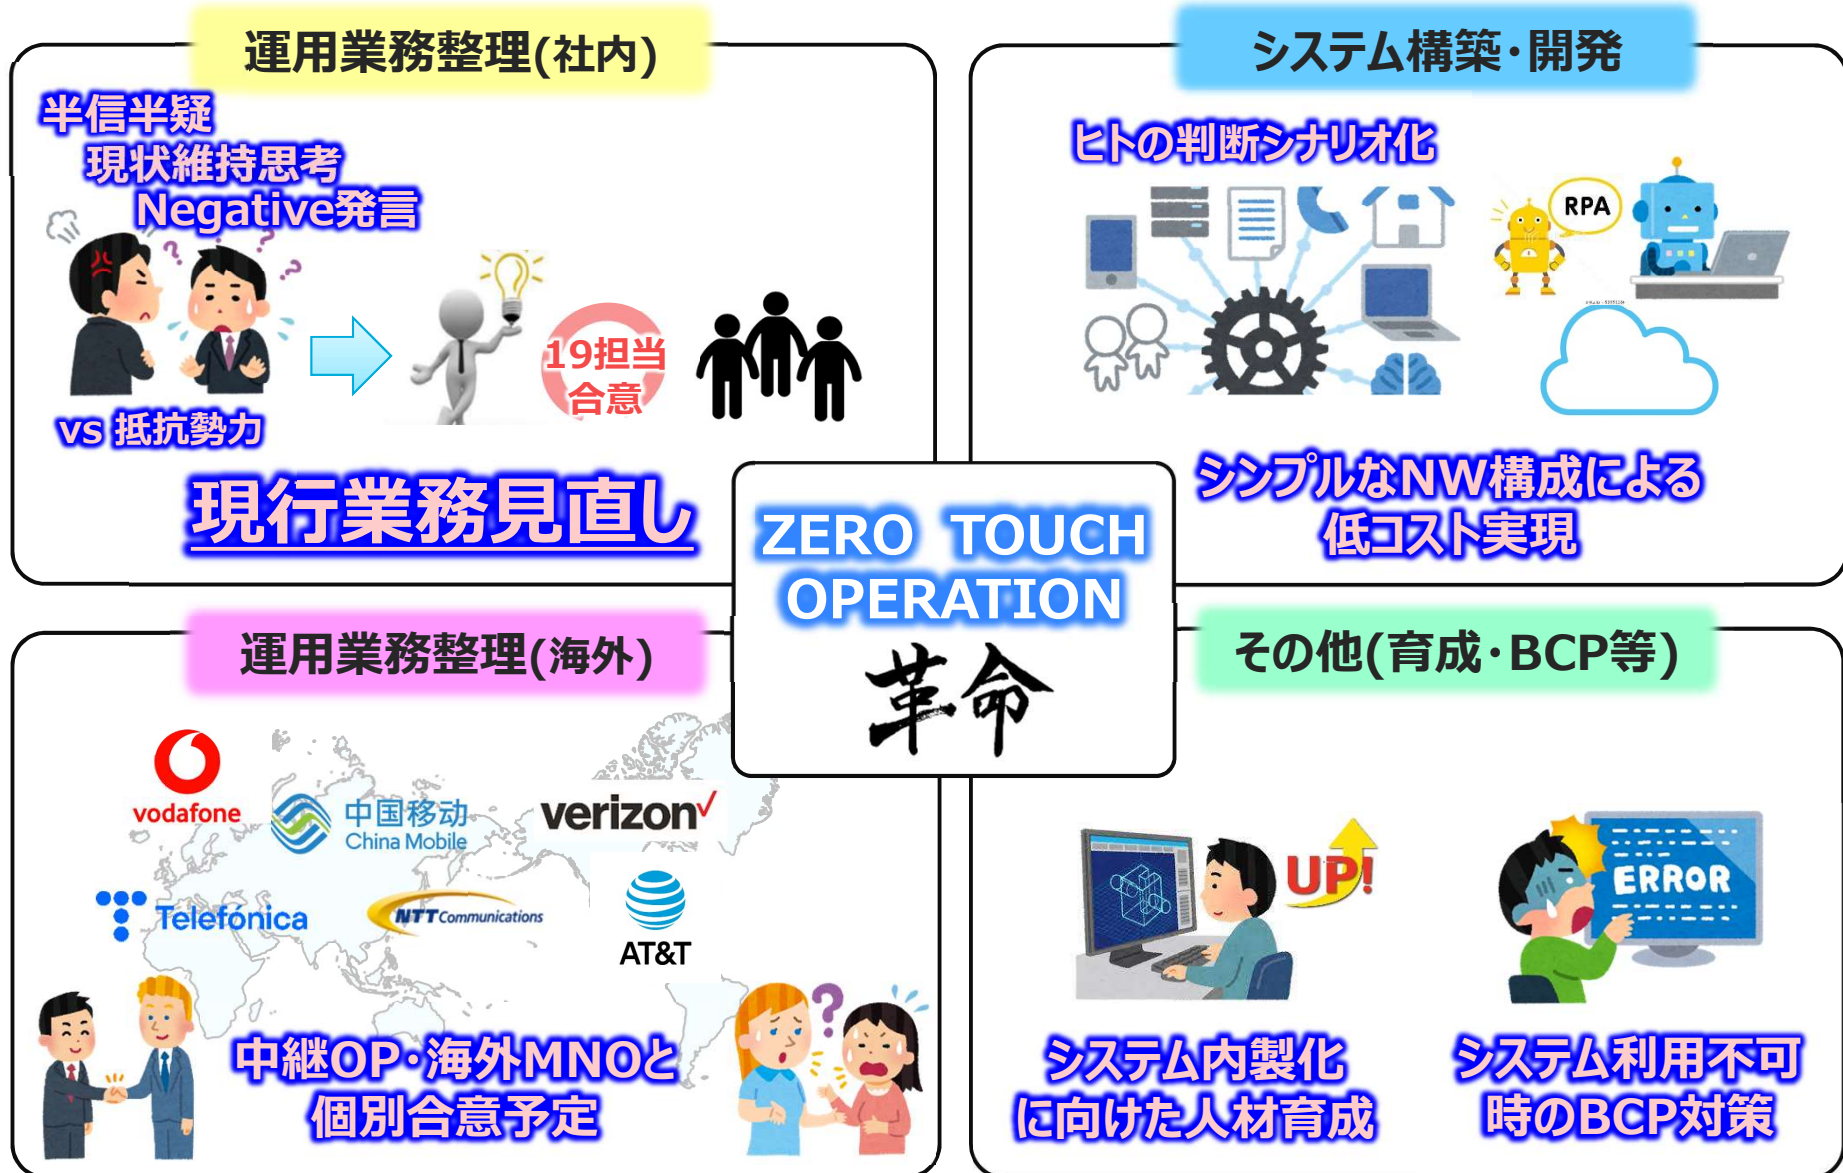 運用業務整理(社内)
半信半疑
現状維持思考
Negative発言
19担当
合意
vs 抵抗勢力
現行業務見直し
システム構築・開発
ヒトの判断シナリオ化
RPA
シンプルなNW構成による
低コスト実現
ZERO TOUCH
OPERATION
革命
運用業務整理(海外)
vodafone
中国移动
China Mobile
verizon
Telefónica
NTT Communications
AT&T
中継OP・海外MNOと
個別合意予定
その他(育成・BCP等)
UP!
ERROR
システム内製化
に向けた人材育成
システム利用不可
時のBCP対策